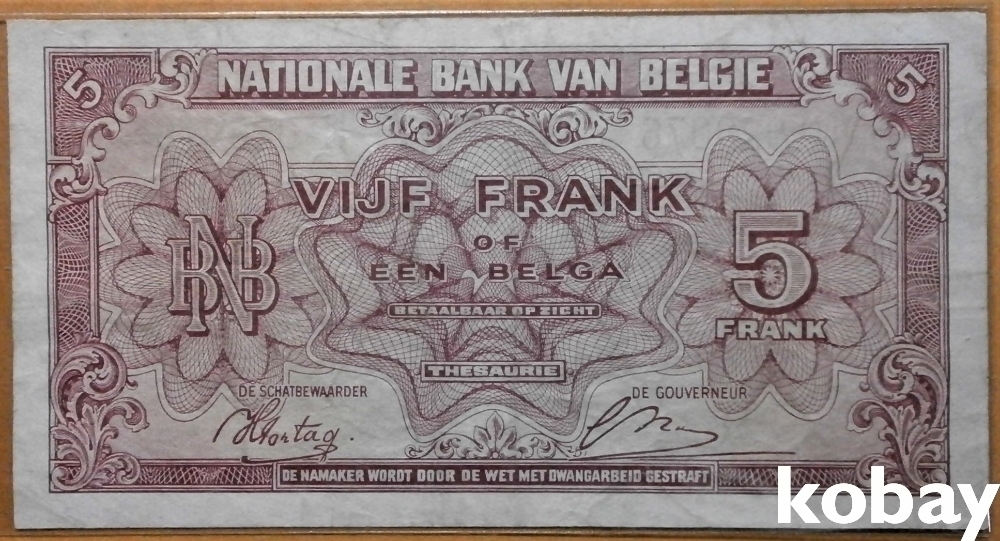 5 NATIONALE BANK VAN BELGIE 5
VIJF FRANK
OF
EEN BELGA
BETAALBAAR OP ZICHT
BNB
5
FRANK
THESAURIE
DE SCHATBEWAARDER
DE GOUVERNEUR
DE NAMAKER WORDT DOOR DE WET MET DWANGARBEID GESTRAFT
kobay